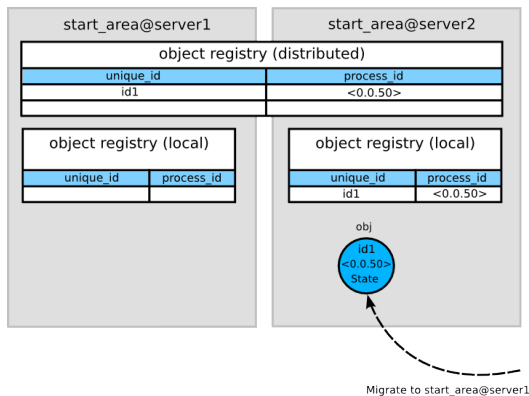 start_area@server1
start_area@server2
object registry (distributed)
unique_id process_id
id1 <0.0.50>
object registry (local)
unique_id process_id
object registry (local)
unique_id process_id
id1 <0.0.50>
obj
id1
<0.0.50>
State
Migrate to start_area@server1